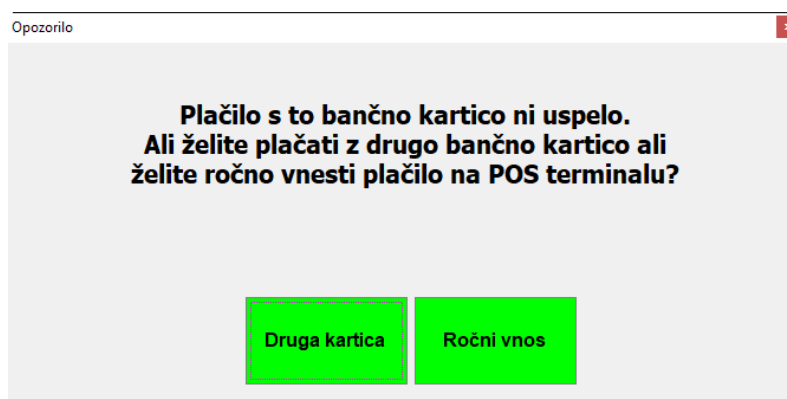 Opozorilo
Plačilo s to bančno kartico ni uspelo.
Ali želite plačati z drugo bančno kartico ali
želite ročno vnesti plačilo na POS terminalu?
Druga kartica
Ročni vnos